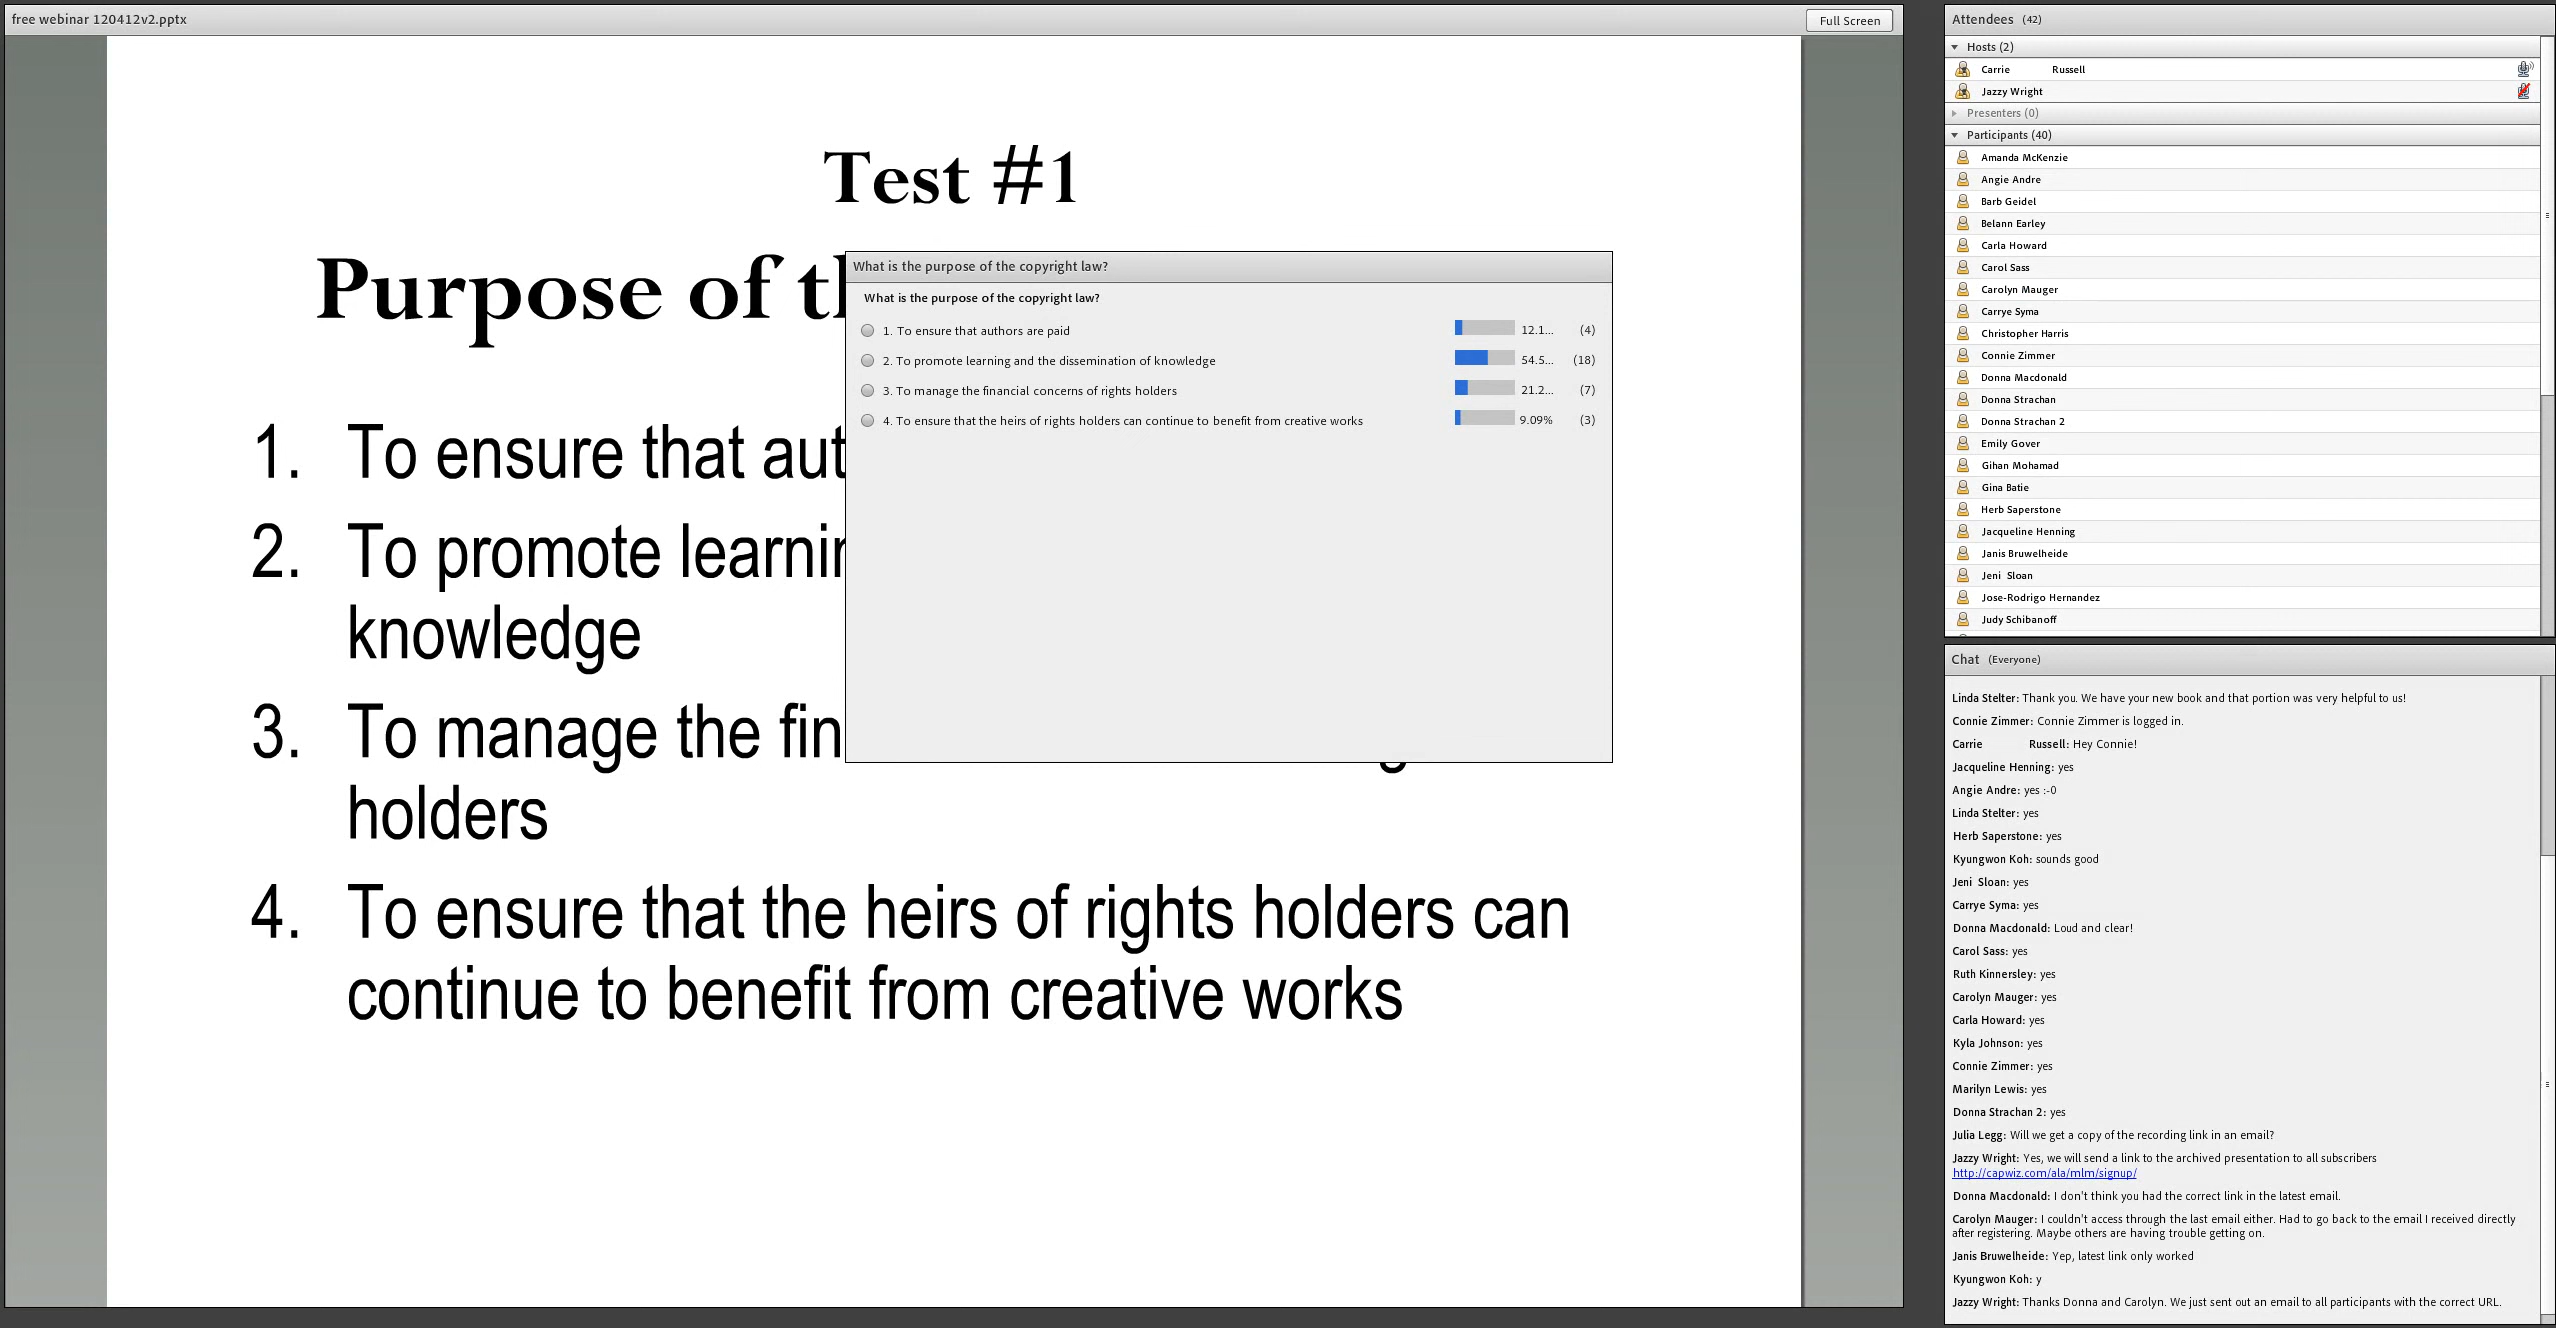 free webinar 120412v2.pptx
Full Screen
Test #1
Purpose of
1. To ensure that
2. To promote
knowledge
3. To manage the
holders
4. To ensure that the heirs of rights holders can
continue to benefit from creative works
What is the purpose of the copyright law?
What is the purpose of the copyright law?
1. To ensure that authors are paid 12.1... (4)
2. To promote learning and the dissemination of knowledge 54.5... (18)
3. To manage the financial concerns of rights holders 21.2... (7)
4. To ensure that the heirs of rights holders can continue to benefit from creative works 9.09% (3)
Attendees (42)
Hosts (2)
Carrie Russell
Jazzy Wright
Presenters (0)
Participants (40)
Amanda McKenzie
Angie Andre
Barb Geidel
Belann Earley
Carla Howard
Carol Sass
Carolyn Mauger
Carrye Syma
Christopher Harris
Connie Zimmer
Donna Macdonald
Donna Strachan
Donna Strachan 2
Emily Gover
Gihan Mohamad
Gina Batie
Herb Saperstone
Jacqueline Henning
Janis Bruwelheide
Jeni Sloan
Jose-Rodrigo Hernandez
Judy Schibanoff
Chat (Everyone)
Linda Stelter: Thank you. We have your new book and that portion was very helpful to us!
Connie Zimmer: Connie Zimmer is logged in.
Carrie Russell: Hey Connie!
Jacqueline Henning: yes
Angie Andre: yes :-0
Linda Stelter: yes
Herb Saperstone: yes
Kyungwon Koh: sounds good
Jeni Sloan: yes
Carrye Syma: yes
Donna Macdonald: Loud and clear!
Carol Sass: yes
Ruth Kinnersley: yes
Carolyn Mauger: yes
Carla Howard: yes
Kyla Johnson: yes
Connie Zimmer: yes
Marilyn Lewis: yes
Donna Strachan 2: yes
Julia Legg: Will we get a copy of the recording link in an email?
Jazzy Wright: Yes, we will send a link to the archived presentation to all subscribers
http://capwiz.com/ala/mlm/signup/
Donna Macdonald: I don't think you had the correct link in the latest email.
Carolyn Mauger: I couldn't access through the last email either. Had to go back to the email I received directly
after registering. Maybe others are having trouble getting on.
Janis Bruwelheide: Yep, latest link only worked
Kyungwon Koh: y
Jazzy Wright: Thanks Donna and Carolyn. We just sent out an email to all participants with the correct URL.